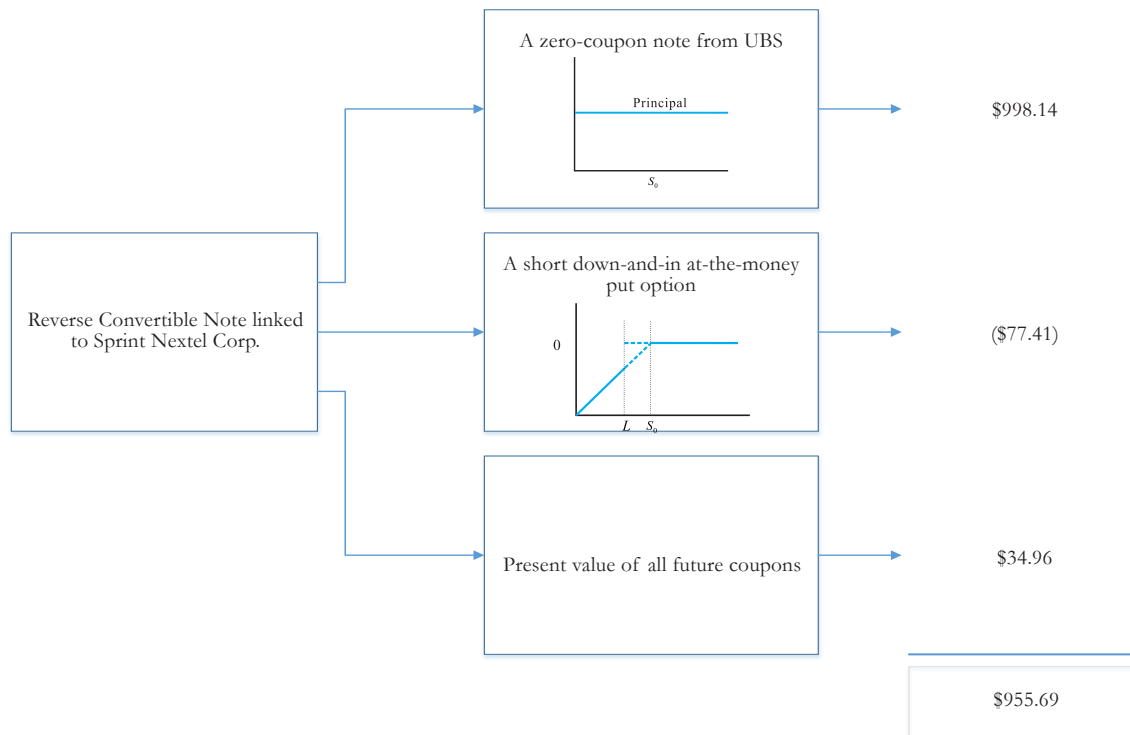 A zero-coupon note from UBS
Principal
S₀
$998.14
Reverse Convertible Note linked
to Sprint Nextel Corp.
A short down-and-in at-the-money
put option
0
L S₀
($77.41)
Present value of all future coupons
$34.96
$955.69